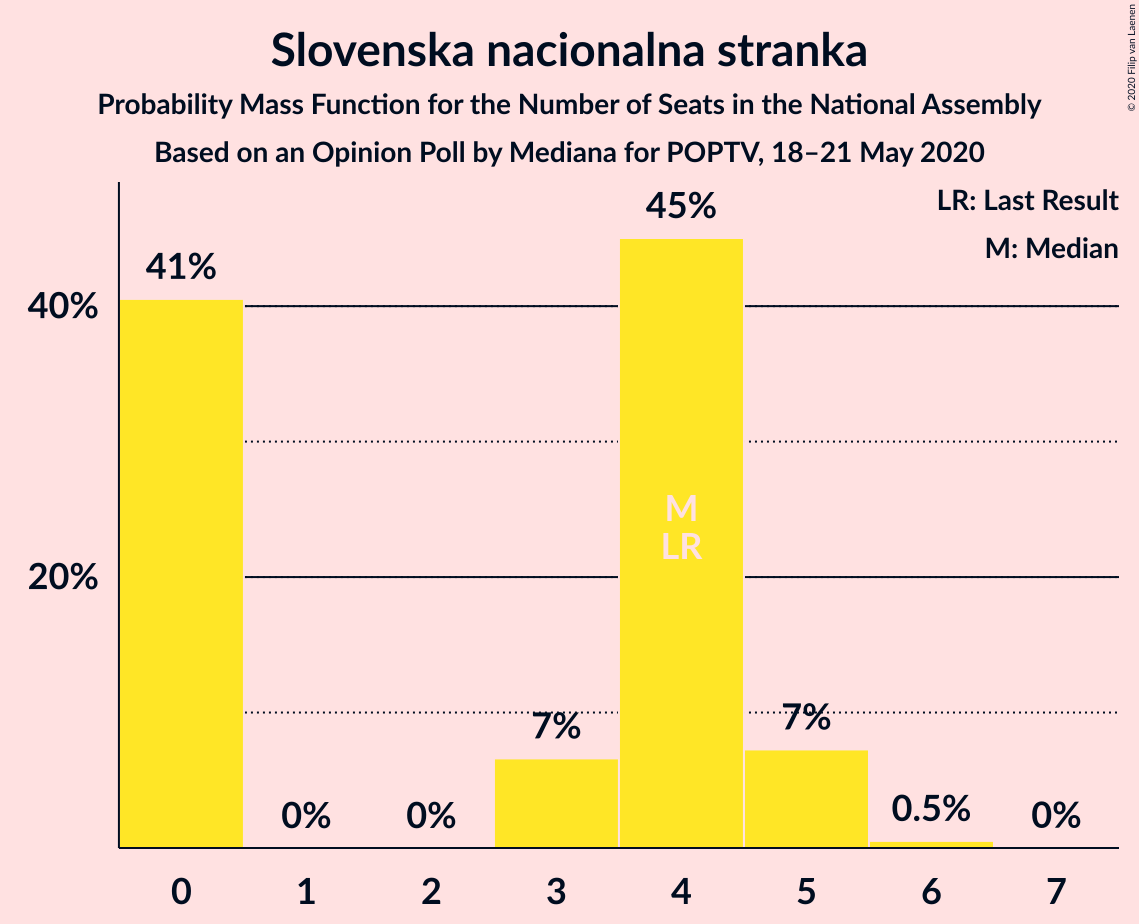 Slovenska nacionalna stranka
Probability Mass Function for the Number of Seats in the National Assembly
Based on an Opinion Poll by Mediana for POPTV, 18–21 May 2020
© 2020 Filip van Laenen
LR: Last Result
M: Median
41%
0%
0%
7%
45%
7%
0.5%
0%
M
LR
40%
20%
0
1
2
3
4
5
6
7